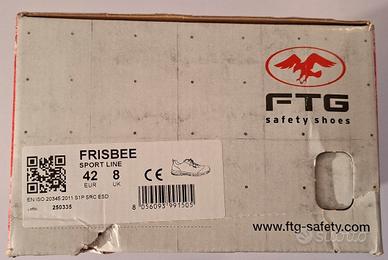 FTG
safety shoes
FRISBEE
SPORT LINE
42 8 CE
EUR UK
EN ISO 20345:2011 S1P SRC ESD
250335
8 056093 991505
www.ftg-safety.com